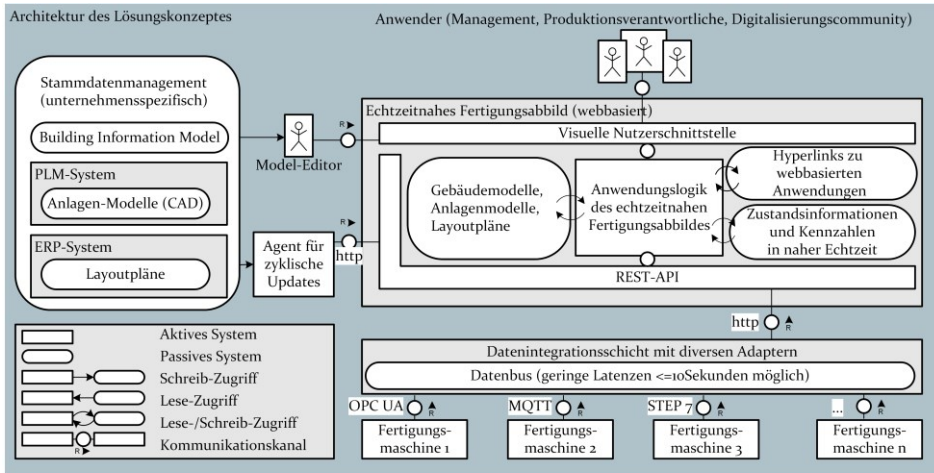 Architektur des Lösungskonzeptes
Anwender (Management, Produktionsverantwortliche, Digitalisierungscommunity)
Stammdatenmanagement
(unternehmensspezifisch)
Building Information Model
PLM-System
Anlagen-Modelle (CAD)
ERP-System
Layoutpläne
R
Model-Editor
Agent für
zyklische
Updates
R
http
Echtzeitnahes Fertigungsabbild (webbasiert)
Visuelle Nutzerschnittstelle
Gebäudemodelle,
Anlagenmodelle,
Layoutpläne
Anwendungslogik
des echtzeitnahen
Fertigungsabbildes
Hyperlinks zu
webbasierten
Anwendungen
Zustandsinformationen
und Kennzahlen
in naher Echtzeit
REST-API
http
R
Datenintegrationsschicht mit diversen Adaptern
Datenbus (geringe Latenzen <=10Sekunden möglich)
OPC UA
R
MQTT
R
STEP 7
R
...
R
Fertigungs-
maschine 1
Fertigungs-
maschine 2
Fertigungs-
maschine 3
Fertigungs-
maschine n
Aktives System
Passives System
Schreib-Zugriff
Lese-Zugriff
Lese-/Schreib-Zugriff
R
Kommunikationskanal